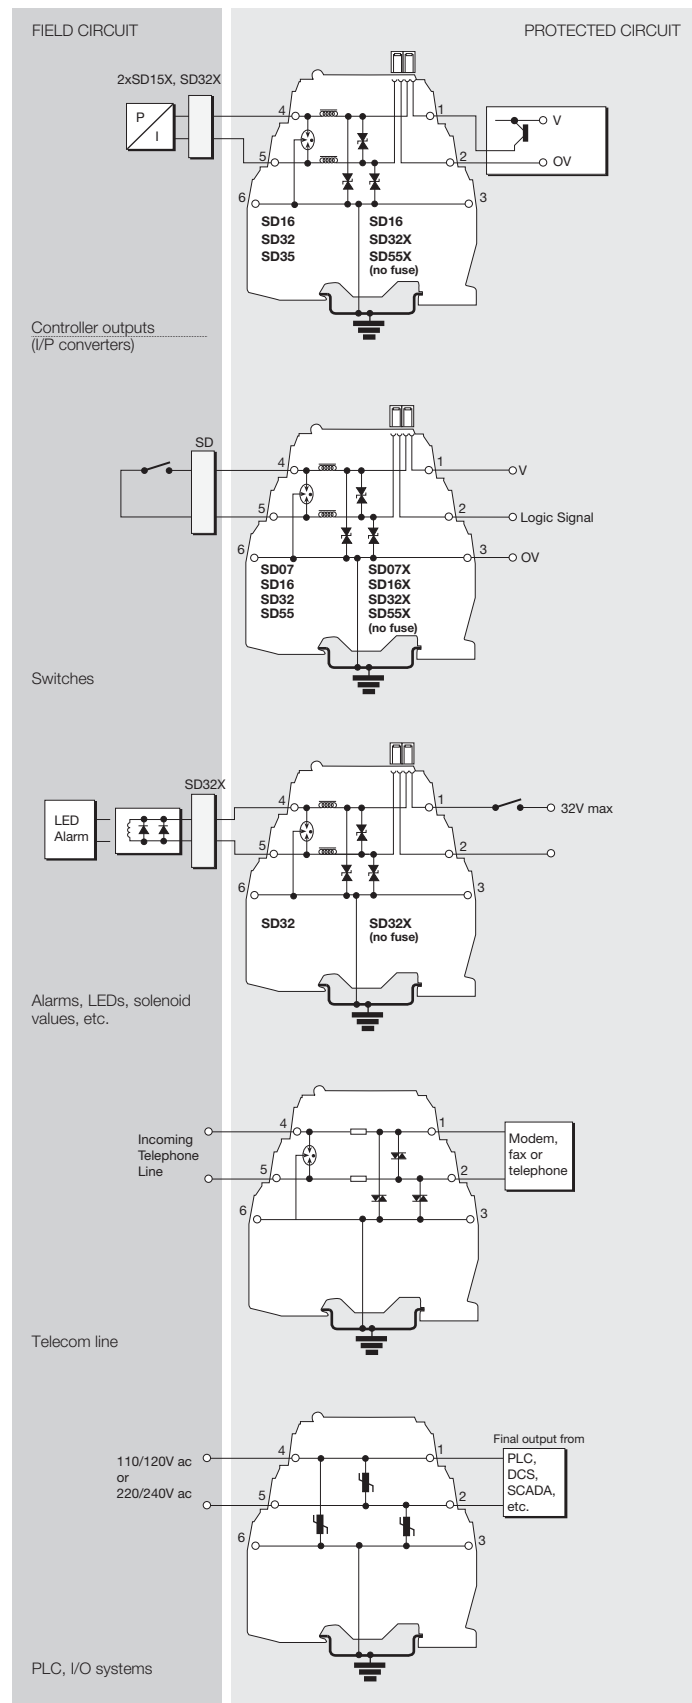 FIELD CIRCUIT
PROTECTED CIRCUIT
2xSD15X, SD32X
P
I
4
1
5
2
6
3
V
OV
SD16
SD32
SD35
SD16
SD32X
SD55X
(no fuse)
Controller outputs
(I/P converters)
SD
4
1
5
2
6
3
V
Logic Signal
OV
SD07
SD16
SD32
SD55
SD07X
SD16X
SD32X
SD55X
(no fuse)
Switches
SD32X
LED
Alarm
4
1
5
2
6
3
32V max
SD32
SD32X
(no fuse)
Alarms, LEDs, solenoid
values, etc.
Incoming
Telephone
Line
4
1
5
2
6
3
Modem,
fax or
telephone
Telecom line
110/120V ac
or
220/240V ac
4
1
5
2
6
3
Final output from
PLC,
DCS,
SCADA,
etc.
PLC, I/O systems